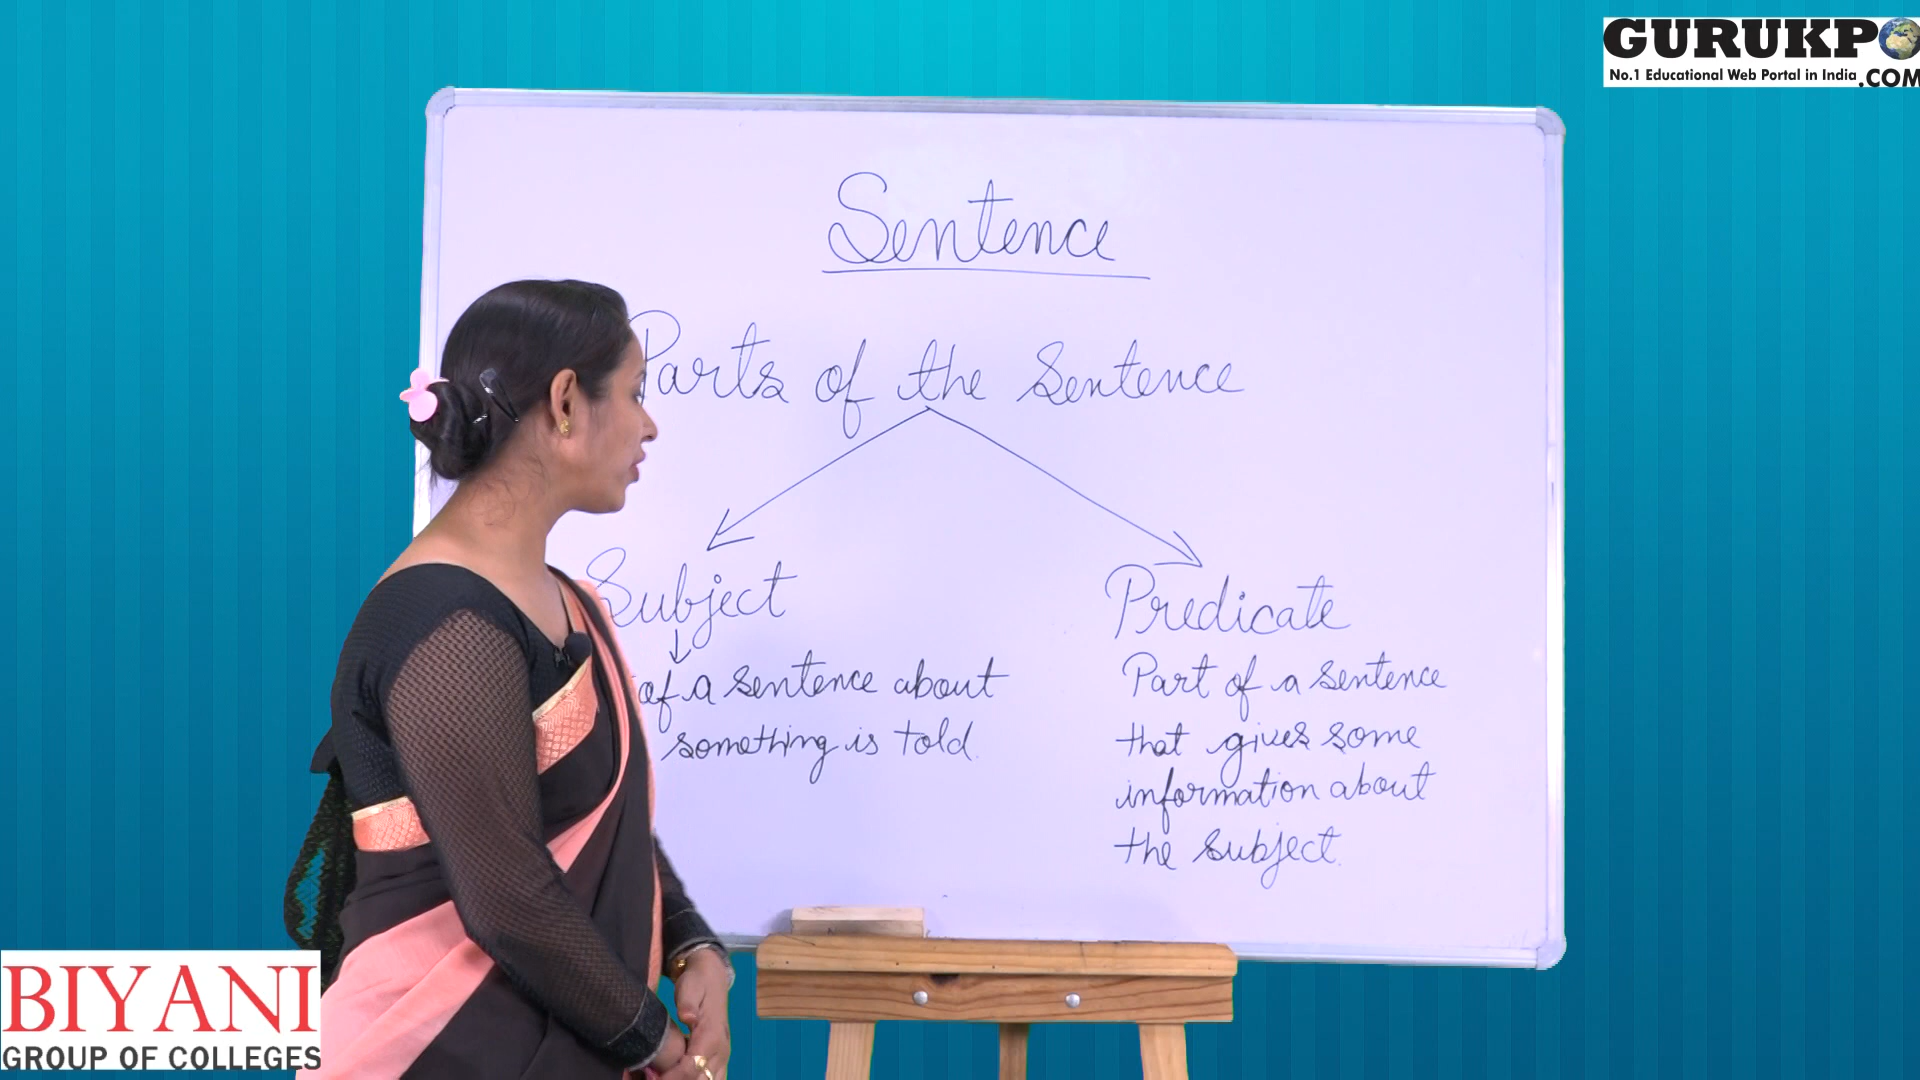 GURUKPO
No.1 Educational Web Portal in India .COM
Sentence
Parts of the Sentence
Subject
of a sentence about
something is told.
Predicate
Part of a sentence
that gives some
information about
the subject.
BIYANI
GROUP OF COLLEGES